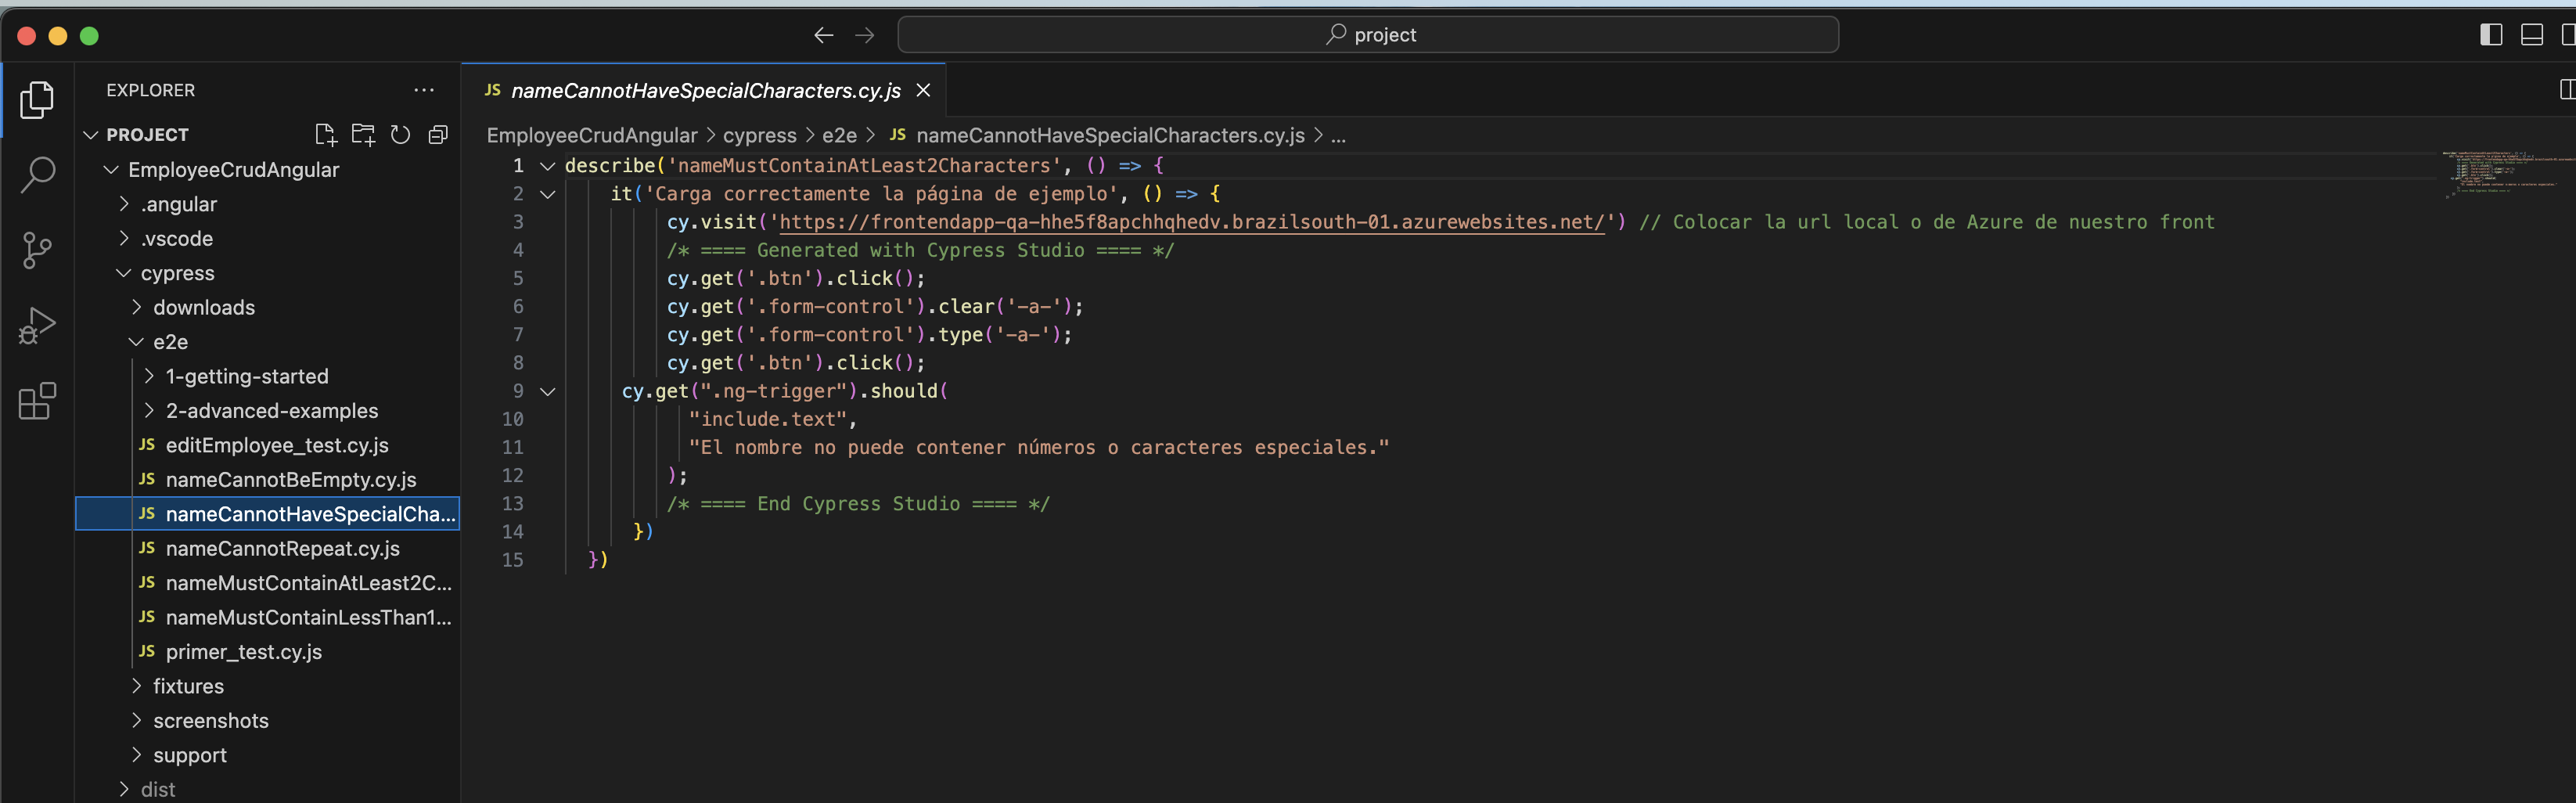 project
EXPLORER
PROJECT
EmployeeCrudAngular
.angular
.vscode
cypress
downloads
e2e
1-getting-started
2-advanced-examples
JS editEmployee_test.cy.js
JS nameCannotBeEmpty.cy.js
JS nameCannotHaveSpecialCha...
JS nameCannotRepeat.cy.js
JS nameMustContainAtLeast2C...
JS nameMustContainLessThan1...
JS primer_test.cy.js
fixtures
screenshots
support
dist
JS nameCannotHaveSpecialCharacters.cy.js
EmployeeCrudAngular > cypress > e2e > JS nameCannotHaveSpecialCharacters.cy.js > ...
1 describe('nameMustContainAtLeast2Characters', () => {
2 it('Carga correctamente la página de ejemplo', () => {
3 cy.visit('https://frontendapp-qa-hhe5f8apchhqhedv.brazilsouth-01.azurewebsites.net/') // Colocar la url local o de Azure de nuestro front
4 /* ==== Generated with Cypress Studio ==== */
5 cy.get('.btn').click();
6 cy.get('.form-control').clear('-a-');
7 cy.get('.form-control').type('-a-');
8 cy.get('.btn').click();
9 cy.get(".ng-trigger").should(
10 "include.text",
11 "El nombre no puede contener números o caracteres especiales."
12 );
13 /* ==== End Cypress Studio ==== */
14 })
15 })